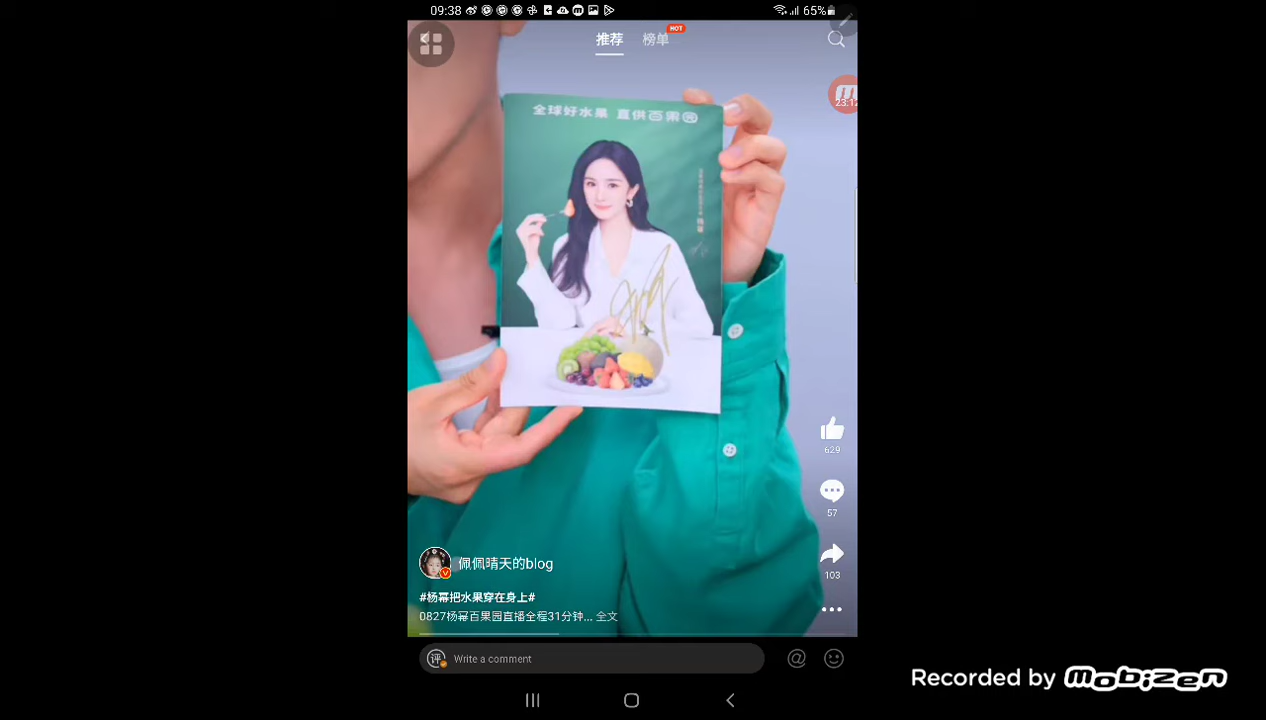 09:38
65%
推荐
榜单
HOT
23:12
全球好水果 直供百果园
629
57
103
佩佩晴天的blog
#杨幂把水果穿在身上#
0827杨幂百果园直播全程31分钟... 全文
评
Write a comment
Recorded by mobizen